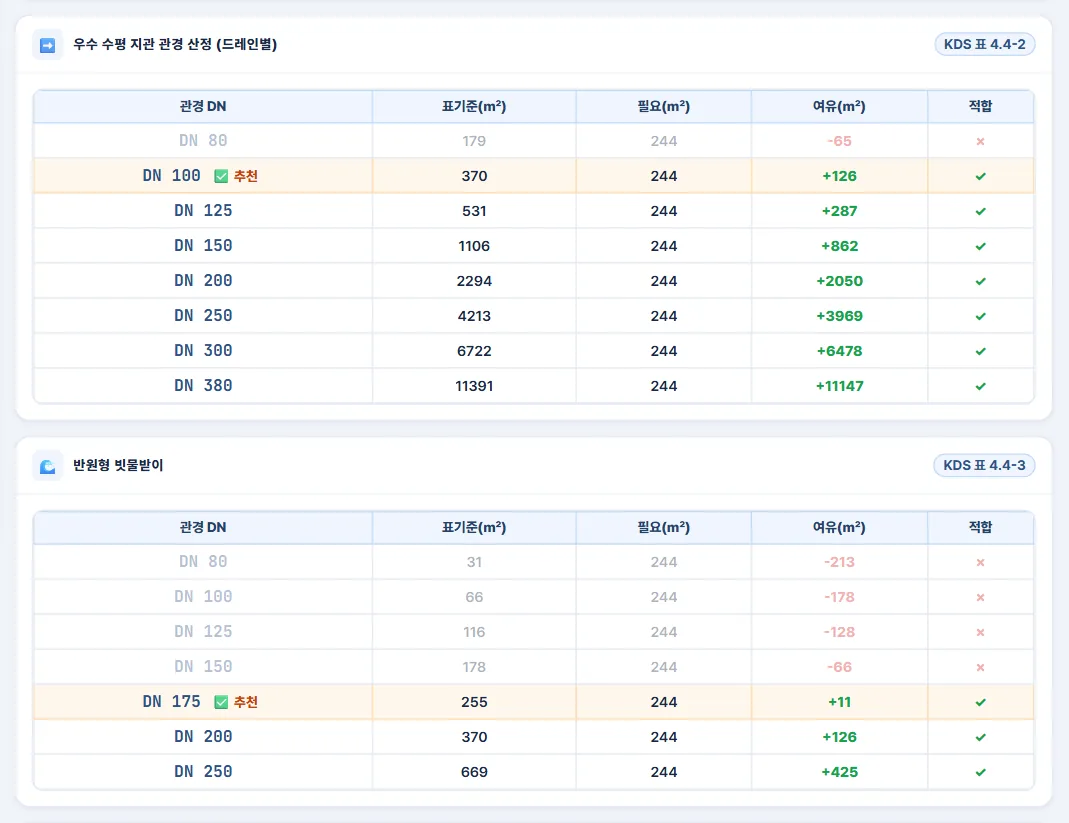 우수 수평 지관 관경 산정 (드레인별) KDS 표 4.4-2
관경 DN 표기준(m²) 필요(m²) 여유(m²) 적합
DN 80 179 244 -65 ×
DN 100 ✅ 추천 370 244 +126 ✓
DN 125 531 244 +287 ✓
DN 150 1106 244 +862 ✓
DN 200 2294 244 +2050 ✓
DN 250 4213 244 +3969 ✓
DN 300 6722 244 +6478 ✓
DN 380 11391 244 +11147 ✓
반원형 빗물받이 KDS 표 4.4-3
관경 DN 표기준(m²) 필요(m²) 여유(m²) 적합
DN 80 31 244 -213 ×
DN 100 66 244 -178 ×
DN 125 116 244 -128 ×
DN 150 178 244 -66 ×
DN 175 ✅ 추천 255 244 +11 ✓
DN 200 370 244 +126 ✓
DN 250 669 244 +425 ✓